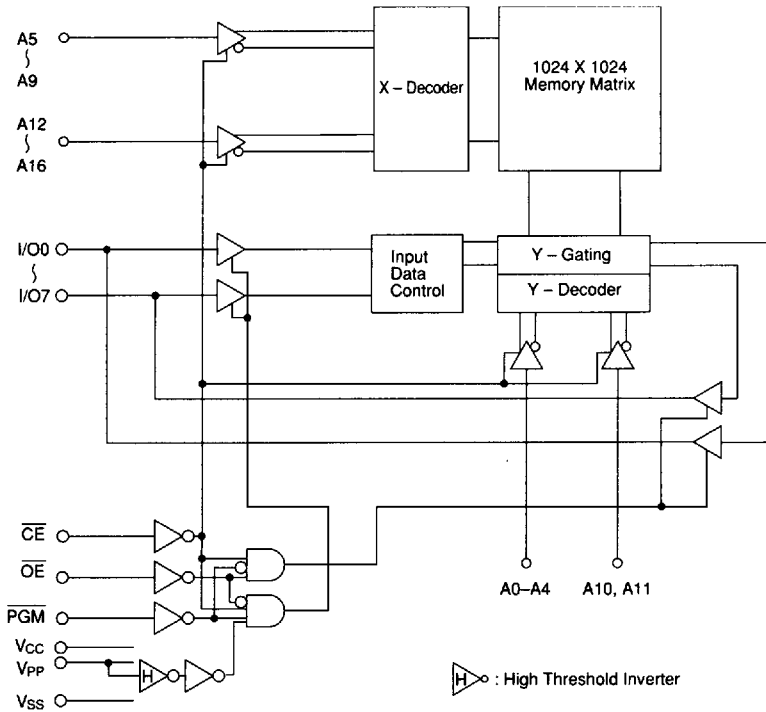 A5
~
A9
X – Decoder
1024 X 1024
Memory Matrix
A12
~
A16
I/O0
~
I/O7
Input
Data
Control
Y – Gating
Y – Decoder
CE
OE
PGM
A0–A4
A10, A11
VCC
VPP
VSS
H
H
: High Threshold Inverter